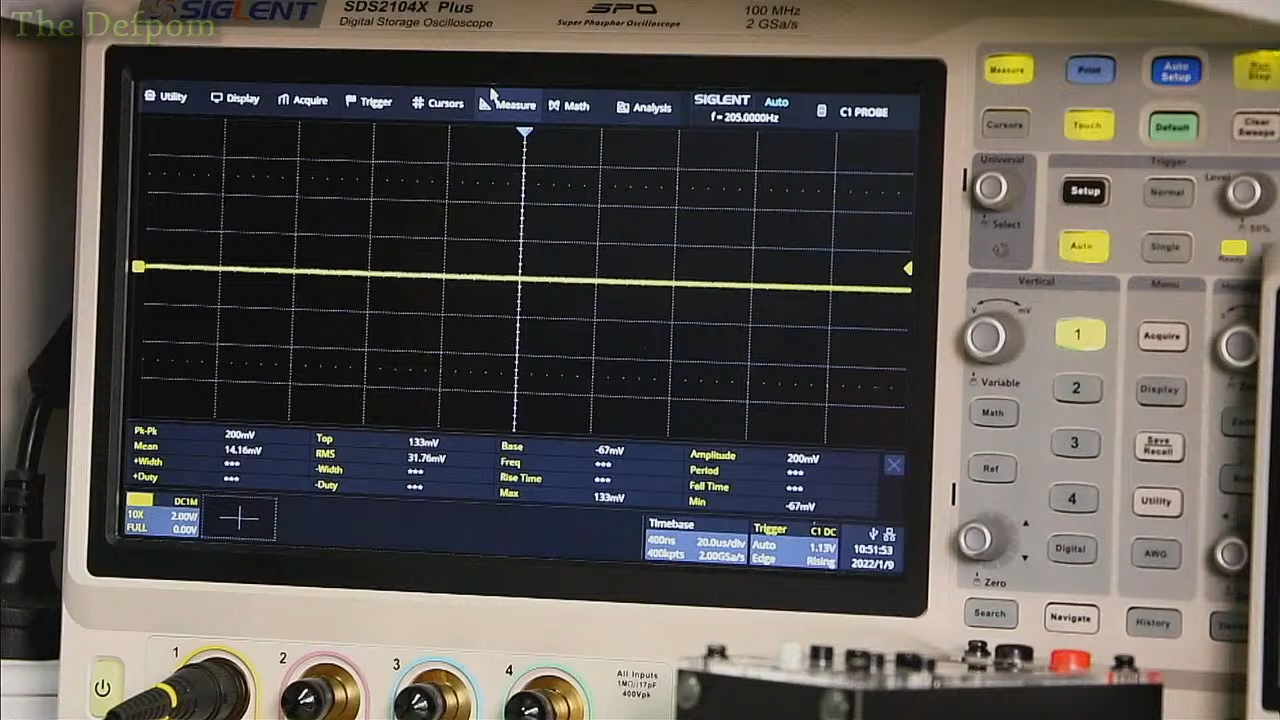 The Defpom
SIGLENT
SDS2104X Plus
Digital Storage Oscilloscope
SPO
Super Phosphor Oscilloscope
100 MHz
2 GSa/s
Utility
Display
Acquire
Trigger
Cursors
Measure
Math
Analysis
SIGLENT Auto
f = 205.0000Hz
C1 PROBE
Pk-Pk 200mV
Mean 14.16mV
+Width ***
+Duty ***
Top 133mV
RMS 31.76mV
-Width ***
-Duty ***
Base -67mV
Freq ***
Rise Time ***
Max 133mV
Amplitude 200mV
Period ***
Fall Time ***
Min -67mV
DC1M
10X 2.00V/
FULL 0.00V
Timebase
400ns 20.0us/div
400kpts 2.00GSa/s
Trigger C1 DC
Auto 1.13V
Edge Rising
10:51:53
2022/1/9
Measure
Print
Auto Setup
Run
Stop
Cursors
Touch
Default
Clear Sweeps
Universal
Select
Trigger
Setup
Normal
Level
50%
Auto
Single
Ready
Vertical
V mV
Variable
Math
Ref
1
2
3
4
Digital
Zero
Menu
Acquire
Display
Save
Recall
Utility
AWG
Search
Navigate
History
1
2
3
4
All Inputs
1MΩ//17pF
400Vpk